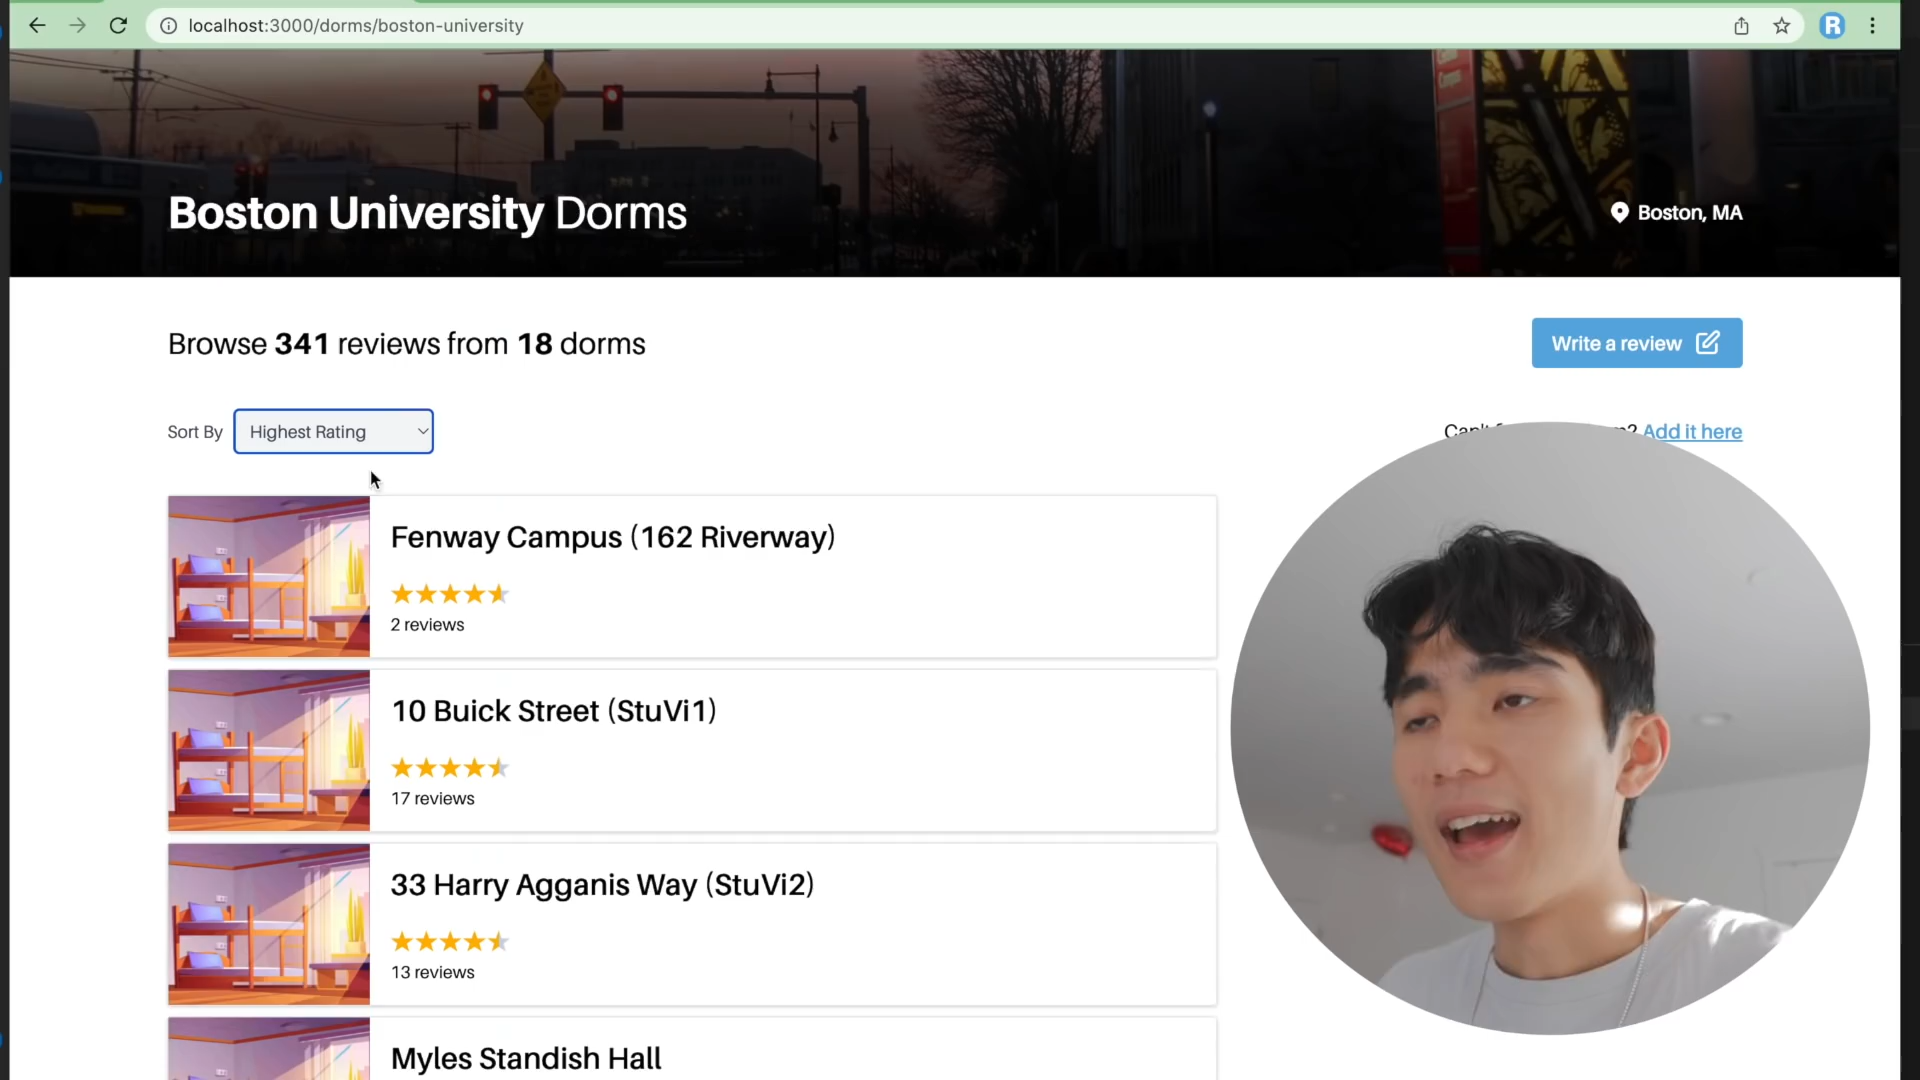 localhost:3000/dorms/boston-university
R
Boston University Dorms
Boston, MA
Browse 341 reviews from 18 dorms
Write a review
Sort By
Highest Rating
Add it here
Fenway Campus (162 Riverway)
2 reviews
10 Buick Street (StuVi1)
17 reviews
33 Harry Agganis Way (StuVi2)
13 reviews
Myles Standish Hall